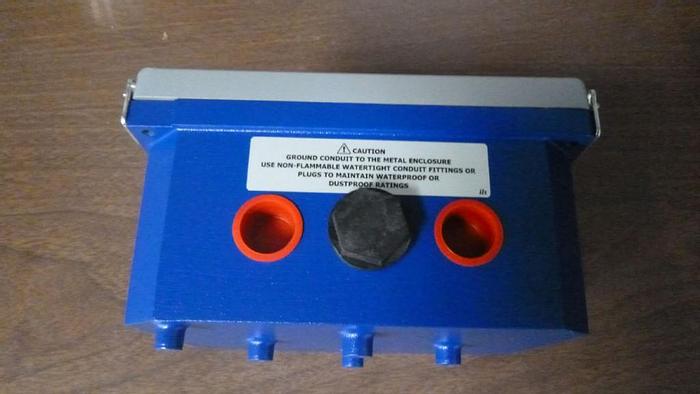 ⚠ CAUTION
GROUND CONDUIT TO THE METAL ENCLOSURE
USE NON-FLAMMABLE WATERTIGHT CONDUIT FITTINGS OR
PLUGS TO MAINTAIN WATERPROOF OR
DUSTPROOF RATINGS